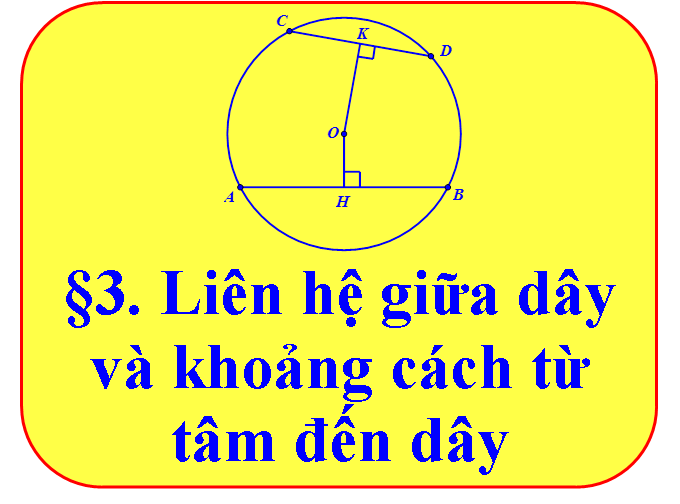 C
K
D
O
A
H
B
§3. Liên hệ giữa dây
và khoảng cách từ
tâm đến dây